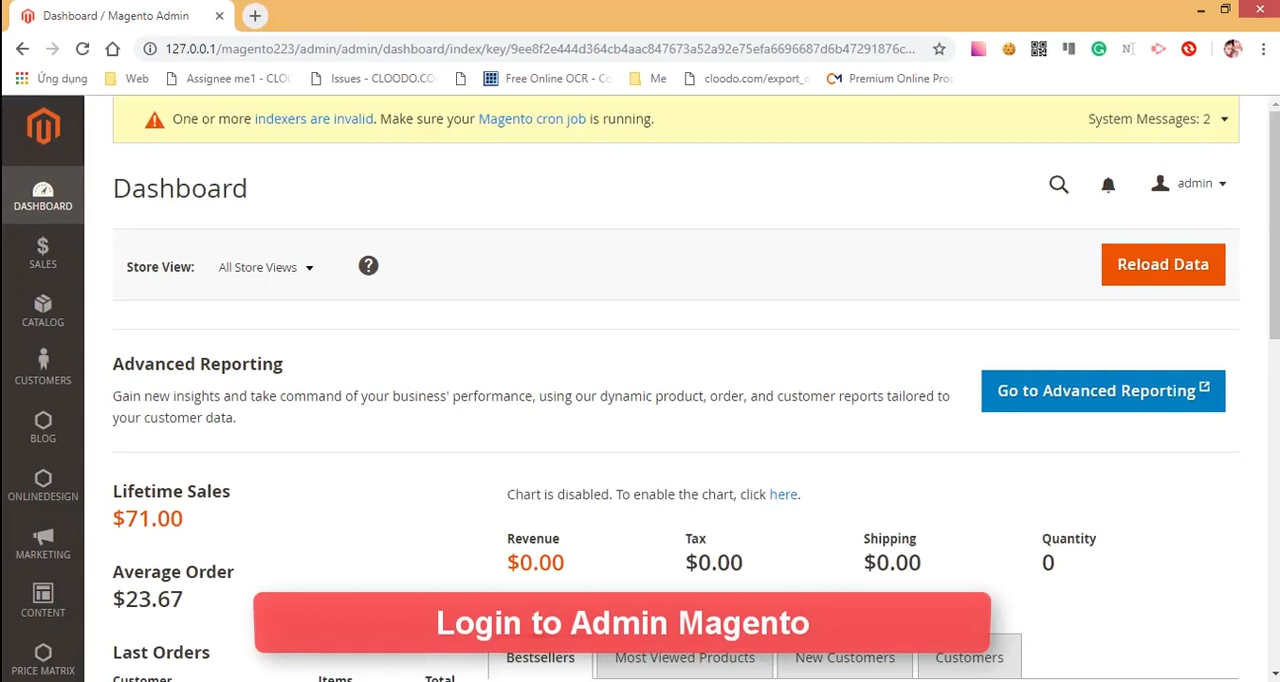 Dashboard / Magento Admin
127.0.0.1/magento223/admin/admin/dashboard/index/key/9ee8f2e444d364cb4aac847673a52a92e75efa6696687d6b47291876c...
Ứng dụng Web Assignee me1 - CLOO Issues - CLOODO.CO Free Online OCR - Co Me cloodo.com/export_ Premium Online Pro
One or more indexers are invalid. Make sure your Magento cron job is running.
System Messages: 2
Dashboard
admin
Store View: All Store Views ?
Reload Data
Advanced Reporting
Gain new insights and take command of your business' performance, using our dynamic product, order, and customer reports tailored to
your customer data.
Go to Advanced Reporting
DASHBOARD
SALES
CATALOG
CUSTOMERS
BLOG
ONLINEDESIGN
MARKETING
CONTENT
PRICE MATRIX
Lifetime Sales
$71.00
Average Order
$23.67
Last Orders
Customer Items Total
Chart is disabled. To enable the chart, click here.
Revenue Tax Shipping Quantity
$0.00 $0.00 $0.00 0
Login to Admin Magento
Bestsellers Most Viewed Products New Customers Customers